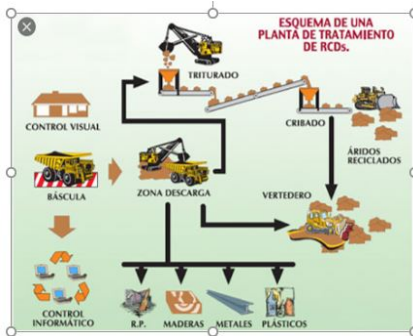 ESQUEMA DE UNA
PLANTA DE TRATAMIENTO
DE RCDs.
TRITURADO
CONTROL VISUAL
CRIBADO
ÁRIDOS
RECICLADOS
BÁSCULA
ZONA DESCARGA
VERTEDERO
CONTROL
INFORMÁTICO
R.P.
MADERAS
METALES
PLÁSTICOS